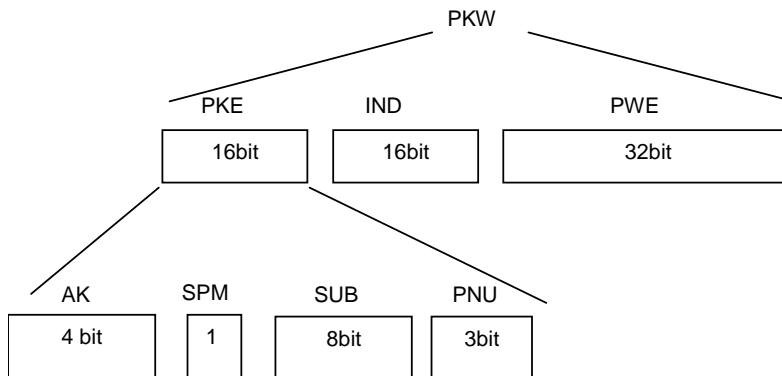 PKW
PKE IND PWE
16bit 16bit 32bit
AK SPM SUB PNU
4 bit 1 8bit 3bit